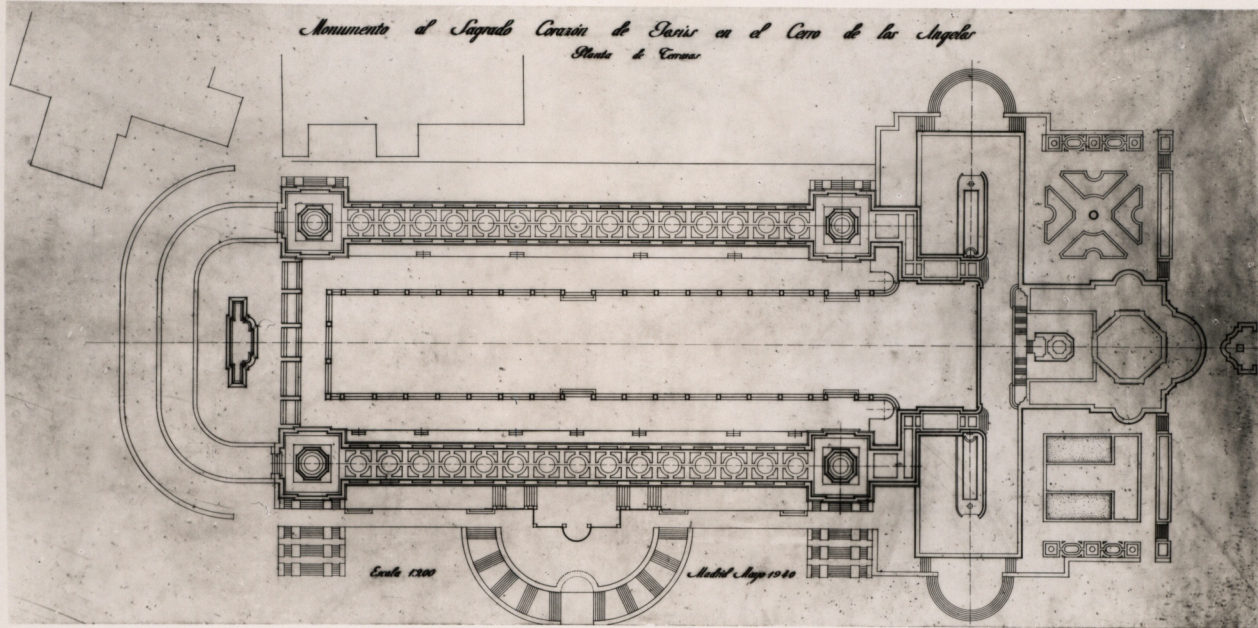 Monumento al Sagrado Corazón de Jesús en el Cerro de los Angeles
Planta de Terrazas
Escala 1:200
Madrid Mayo 1940